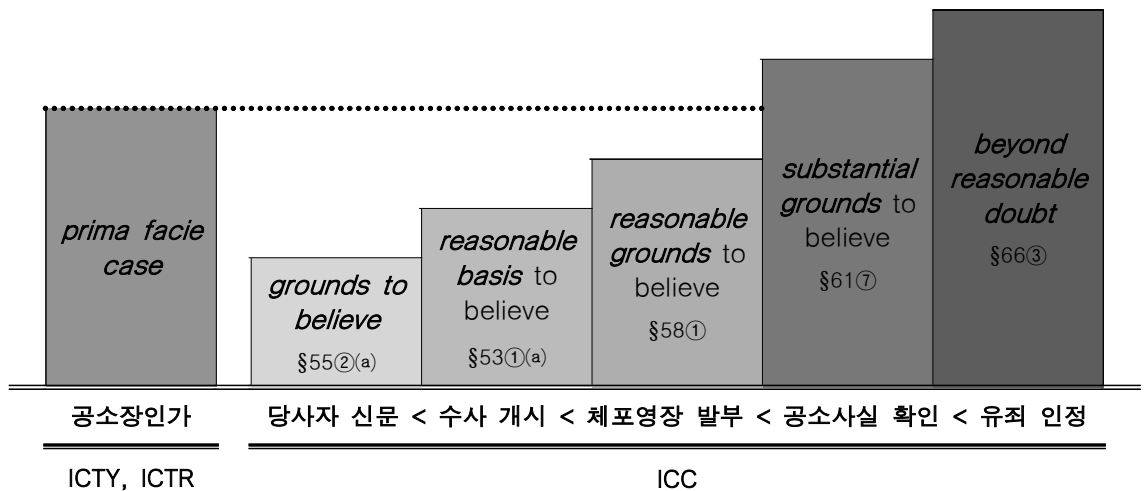 prima facie
case
grounds to
believe
§55②(a)
reasonable
basis to
believe
§53①(a)
reasonable
grounds to
believe
§58①
substantial
grounds to
believe
§61⑦
beyond
reasonable
doubt
§66③
공소장인가
당사자 신문 < 수사 개시 < 체포영장 발부 < 공소사실 확인 < 유죄 인정
ICTY, ICTR
ICC